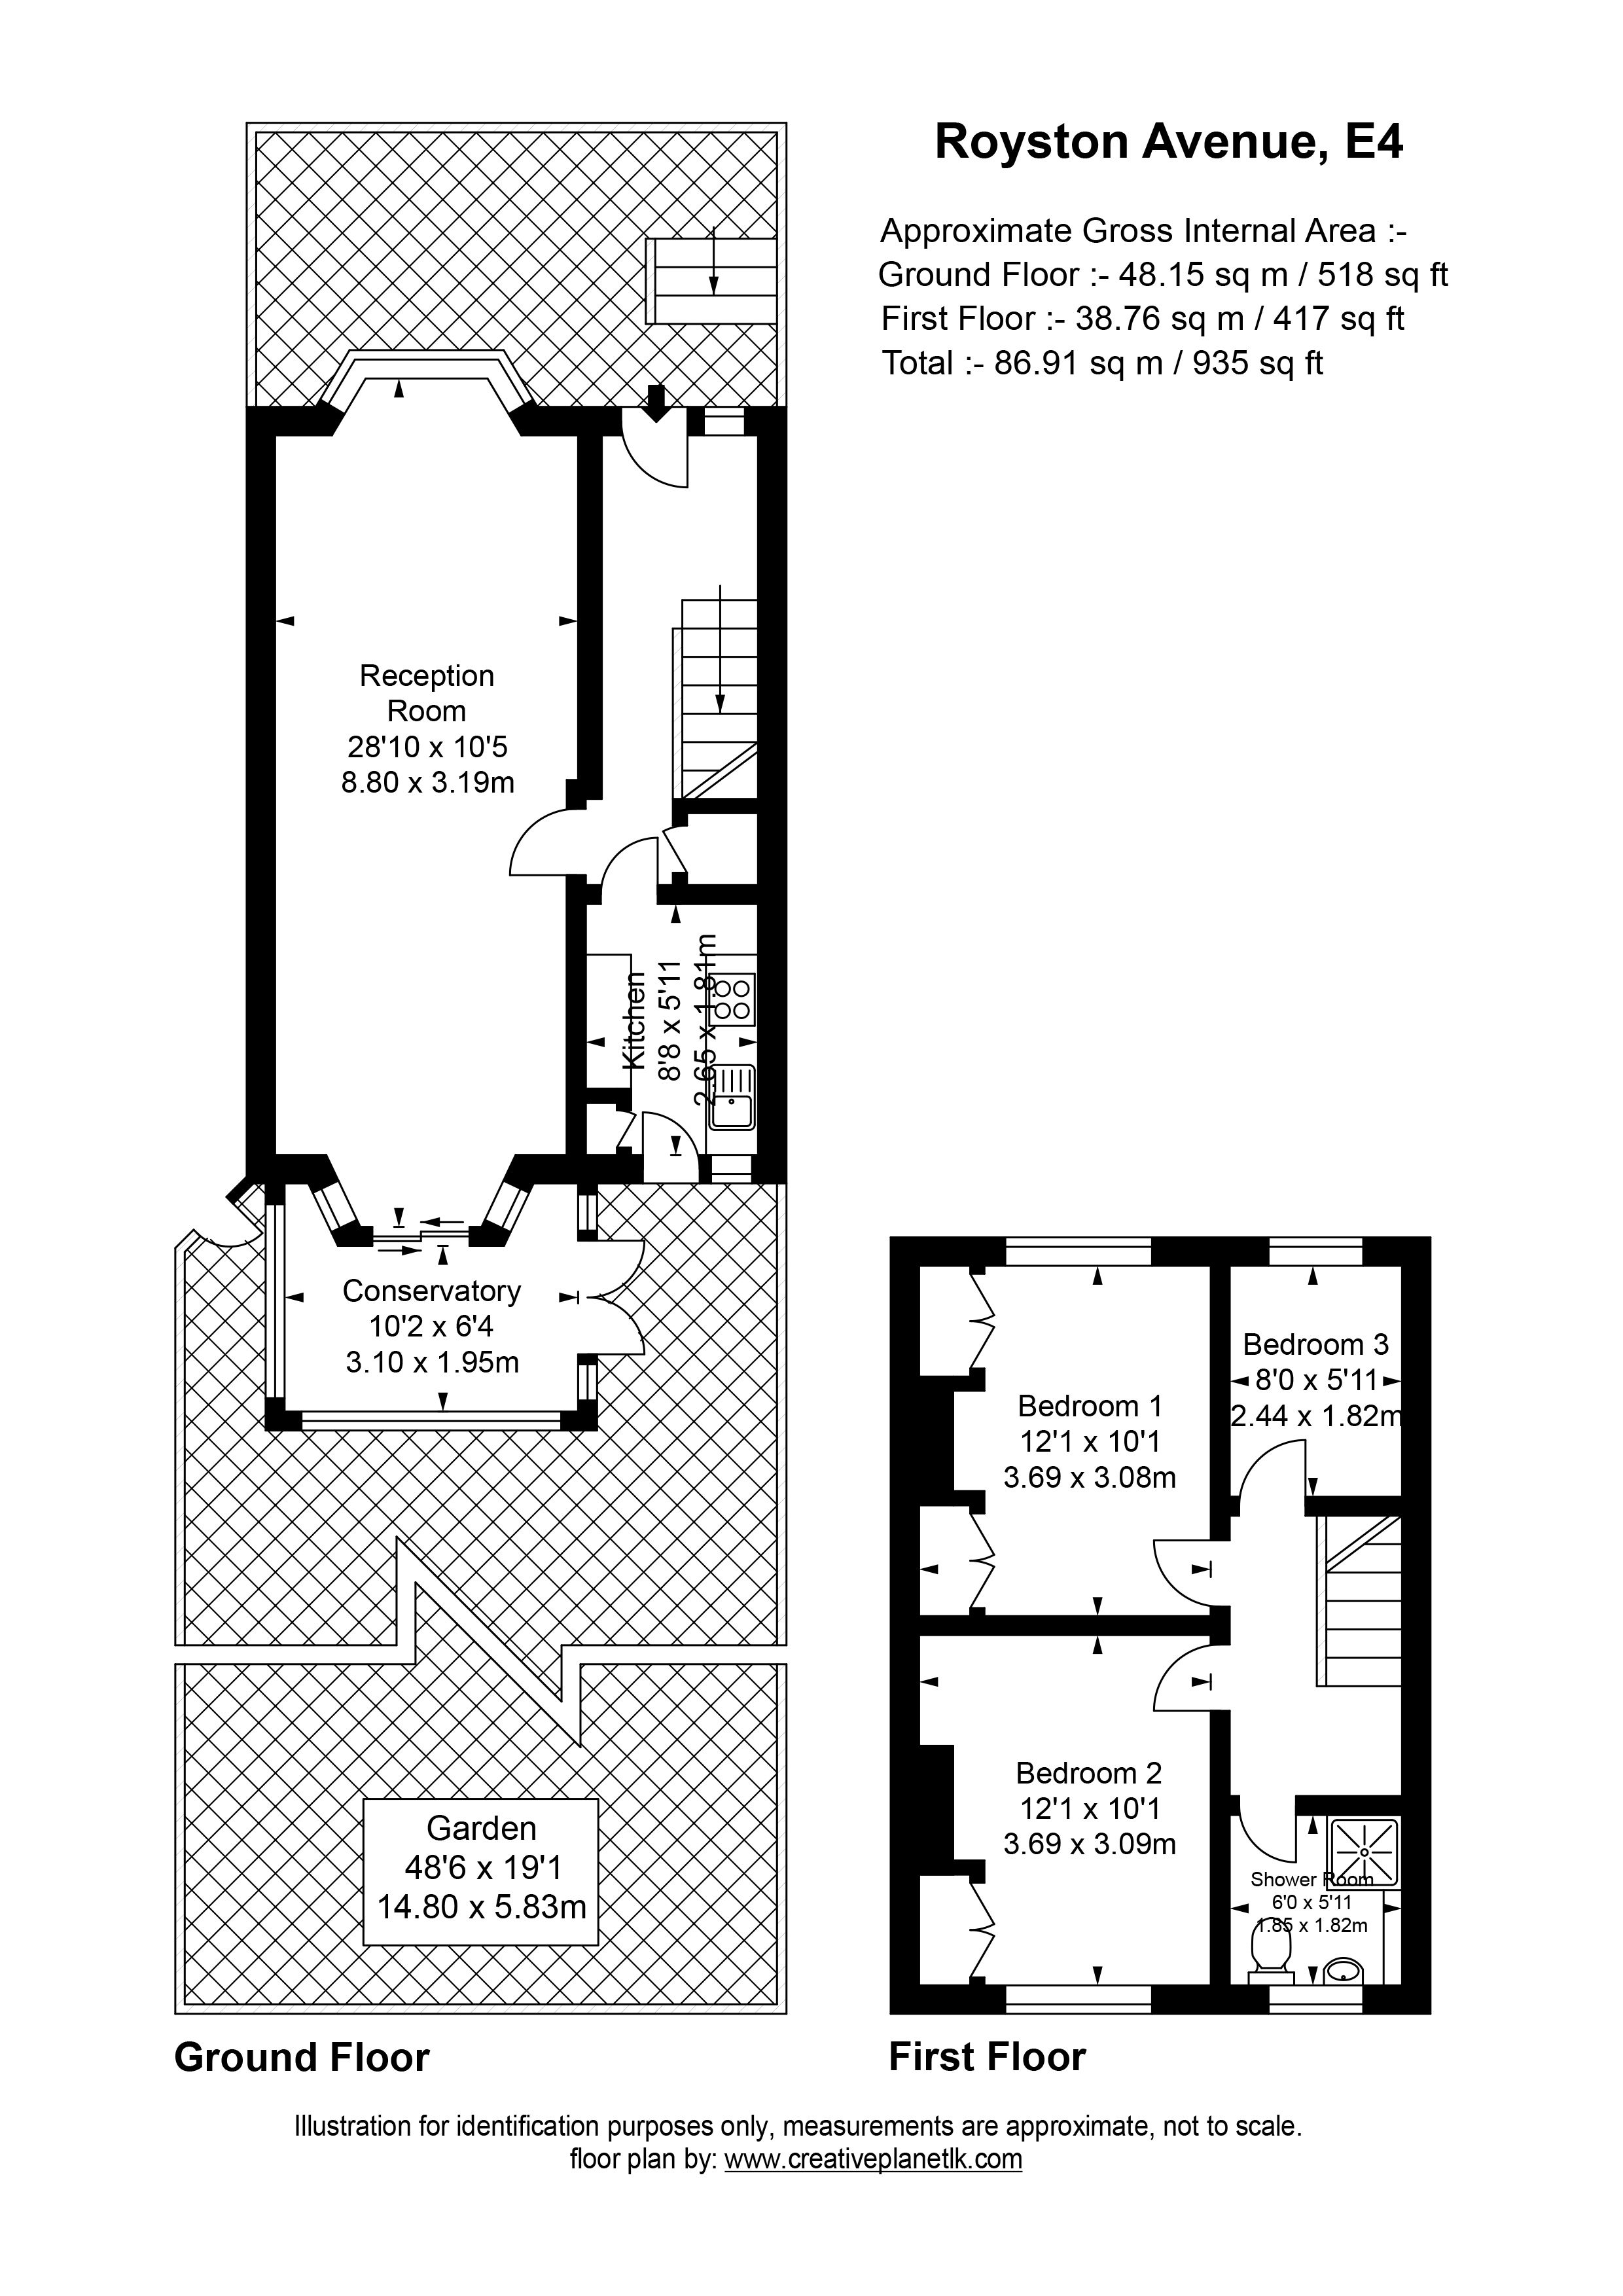 Royston Avenue, E4
Approximate Gross Internal Area :-
Ground Floor :- 48.15 sq m / 518 sq ft
First Floor :- 38.76 sq m / 417 sq ft
Total :- 86.91 sq m / 935 sq ft
Reception
Room
28'10 x 10'5
8.80 x 3.19m
Kitchen
8'8 x 5'11
2.65 x 1.81m
Conservatory
10'2 x 6'4
3.10 x 1.95m
Garden
48'6 x 19'1
14.80 x 5.83m
Ground Floor
Bedroom 3
8'0 x 5'11
2.44 x 1.82m
Bedroom 1
12'1 x 10'1
3.69 x 3.08m
Bedroom 2
12'1 x 10'1
3.69 x 3.09m
Shower Room
6'0 x 5'11
1.85 x 1.82m
First Floor
Illustration for identification purposes only, measurements are approximate, not to scale.
floor plan by: www.creativeplanetlk.com